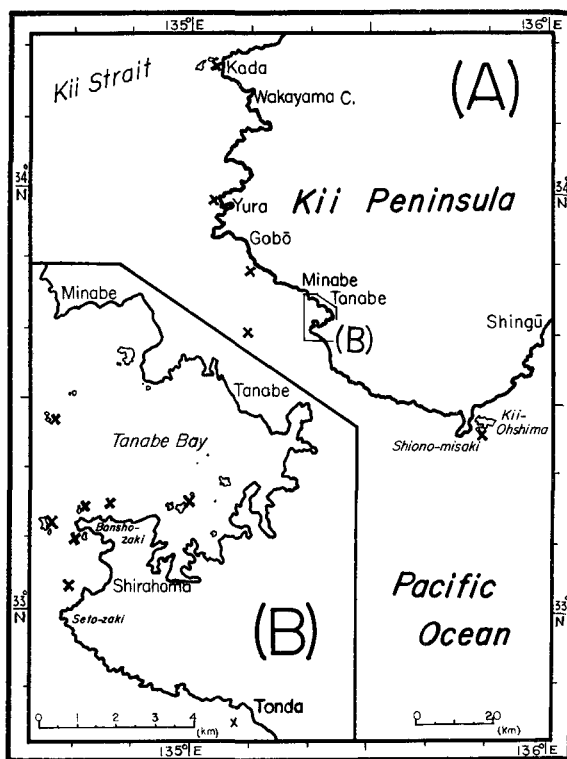 135°E
136°E
Kii Strait
Kada
Wakayama C.
(A)
34°
N
34°
N
Yura
Kii Peninsula
Gobō
Minabe
Tanabe
(B)
Shingū
Kii-
Ohshima
Shiono-misaki
Minabe
Tanabe
Tanabe Bay
Bansho-
zaki
Shirahama
33°
N
33°
N
Seto-zaki
(B)
Pacific
Ocean
Tonda
0 1 2 3 4
(km)
0 20
(km)
135°E
136°E